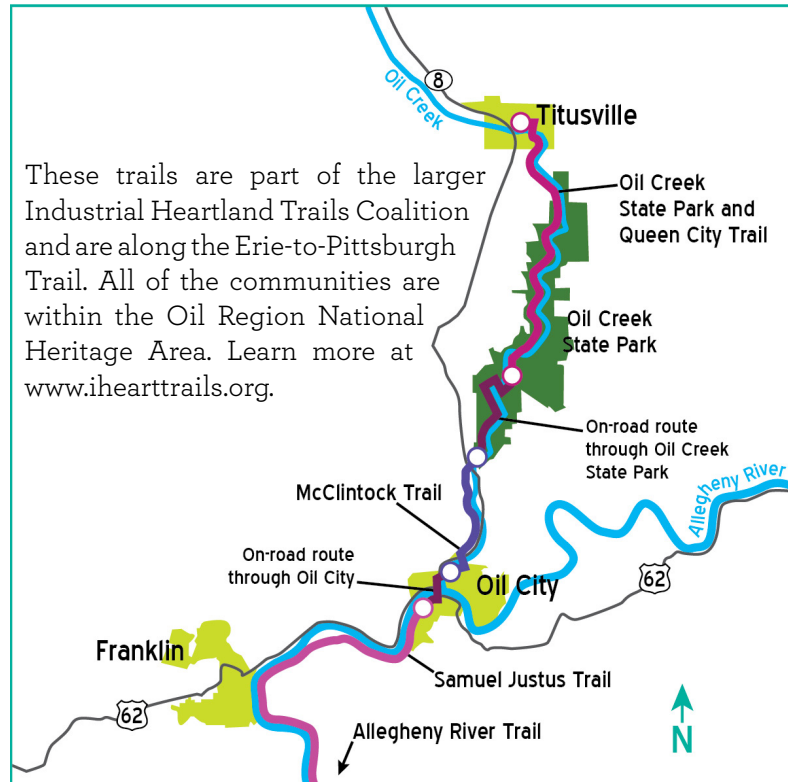 8
Oil Creek
Titusville
These trails are part of the larger
Industrial Heartland Trails Coalition
and are along the Erie-to-Pittsburgh
Trail. All of the communities are
within the Oil Region National
Heritage Area. Learn more at
www.ihearttrails.org.
Oil Creek
State Park and
Queen City Trail
Oil Creek
State Park
On-road route
through Oil Creek
State Park
McClintock Trail
Allegheny River
On-road route
through Oil City
Oil City
62
Franklin
Samuel Justus Trail
62
Allegheny River Trail
N